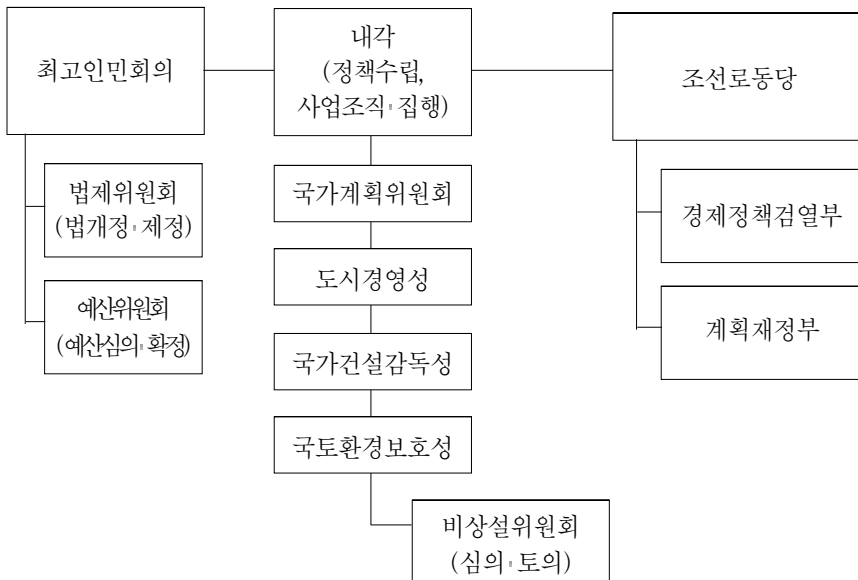 최고인민회의
내각
(정책수립,
사업조직·집행)
조선로동당
법제위원회
(법개정·제정)
예산위원회
(예산심의·확정)
국가계획위원회
도시경영성
국가건설감독성
국토환경보호성
비상설위원회
(심의·토의)
경제정책검열부
계획재정부